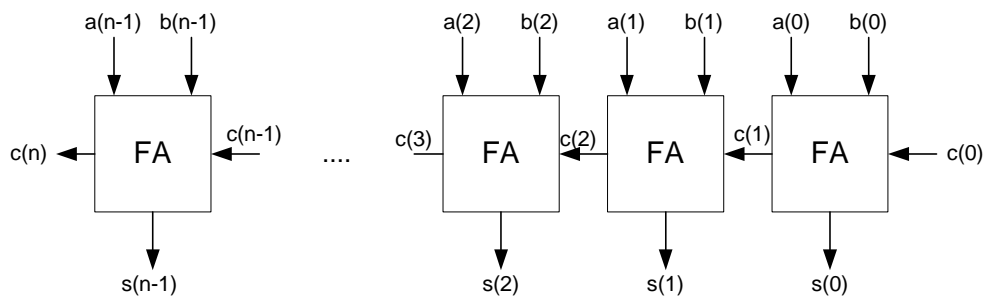 a(n-1) b(n-1) a(2) b(2) a(1) b(1) a(0) b(0)
c(n) FA c(n-1) .... c(3) FA c(2) FA c(1) FA c(0)
s(n-1) s(2) s(1) s(0)